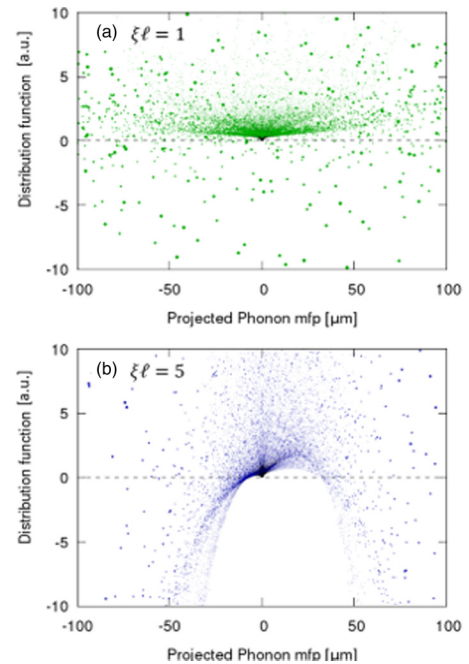 (a) ξℓ = 1
Distribution function [a.u.]
10
5
0
-5
-10
-100 -50 0 50 100
Projected Phonon mfp [μm]
(b) ξℓ = 5
Distribution function [a.u.]
10
5
0
-5
-10
-100 -50 0 50 100
Projected Phonon mfp [μm]